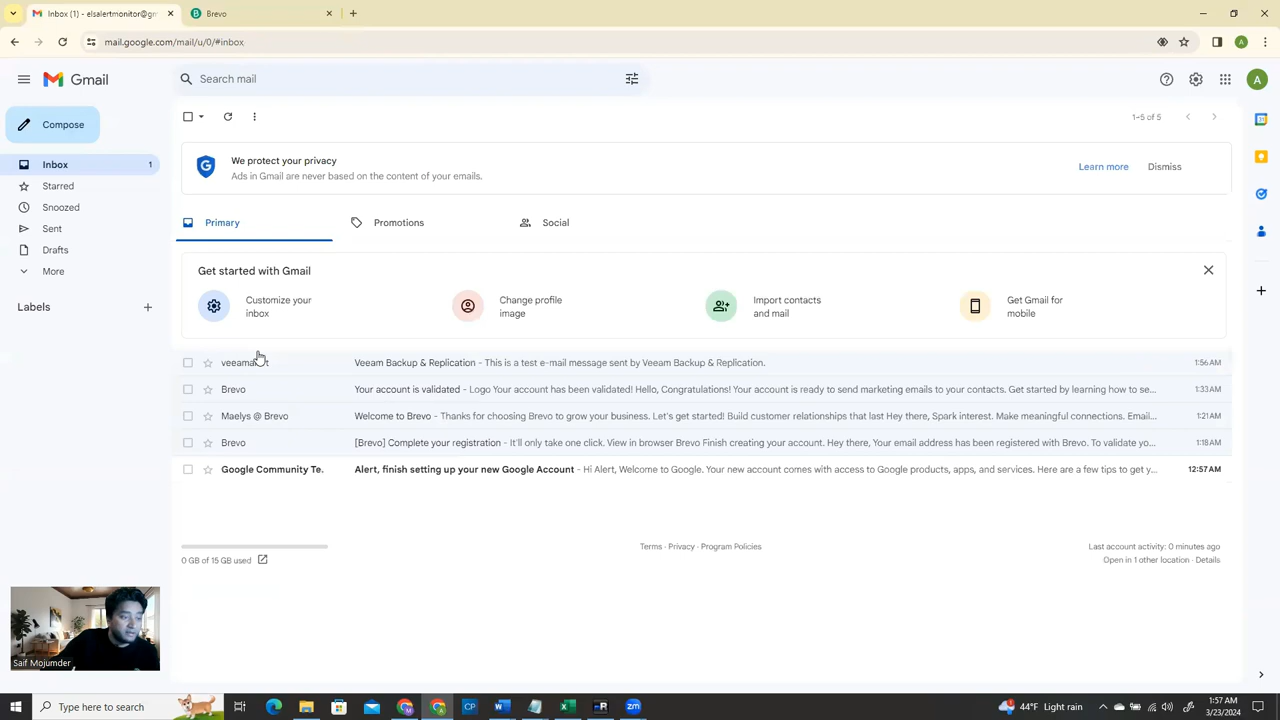 Inbox (1) - elsalertmonitor@gm
Brevo
mail.google.com/mail/u/0/#inbox
A
Gmail
Search mail
A
Compose
1–5 of 5
Inbox 1
Starred
Snoozed
Sent
Drafts
More
Labels
We protect your privacy
Ads in Gmail are never based on the content of your emails.
Learn more
Dismiss
Primary
Promotions
Social
Get started with Gmail
Customize your
inbox
Change profile
image
Import contacts
and mail
Get Gmail for
mobile
Veeam Backup & Replication - This is a test e-mail message sent by Veeam Backup & Replication. 1:56 AM
Brevo Your account is validated - Logo Your account has been validated! Hello, Congratulations! Your account is ready to send marketing emails to your contacts. Get started by learning how to se... 1:33 AM
Maelys @ Brevo Welcome to Brevo - Thanks for choosing Brevo to grow your business. Let's get started! Build customer relationships that last Hey there, Spark interest. Make meaningful connections. Email... 1:21 AM
Brevo [Brevo] Complete your registration - It'll only take one click. View in browser Brevo Finish creating your account. Hey there, Your email address has been registered with Brevo. To validate yo... 1:18 AM
Google Community Te. Alert, finish setting up your new Google Account - Hi Alert, Welcome to Google. Your new account comes with access to Google products, apps, and services. Here are a few tips to get y... 12:57 AM
0 GB of 15 GB used
Terms · Privacy · Program Policies
Last account activity: 0 minutes ago
Open in 1 other location · Details
Saif Mojumder
Type here to search
44°F Light rain
1:57 AM
3/23/2024